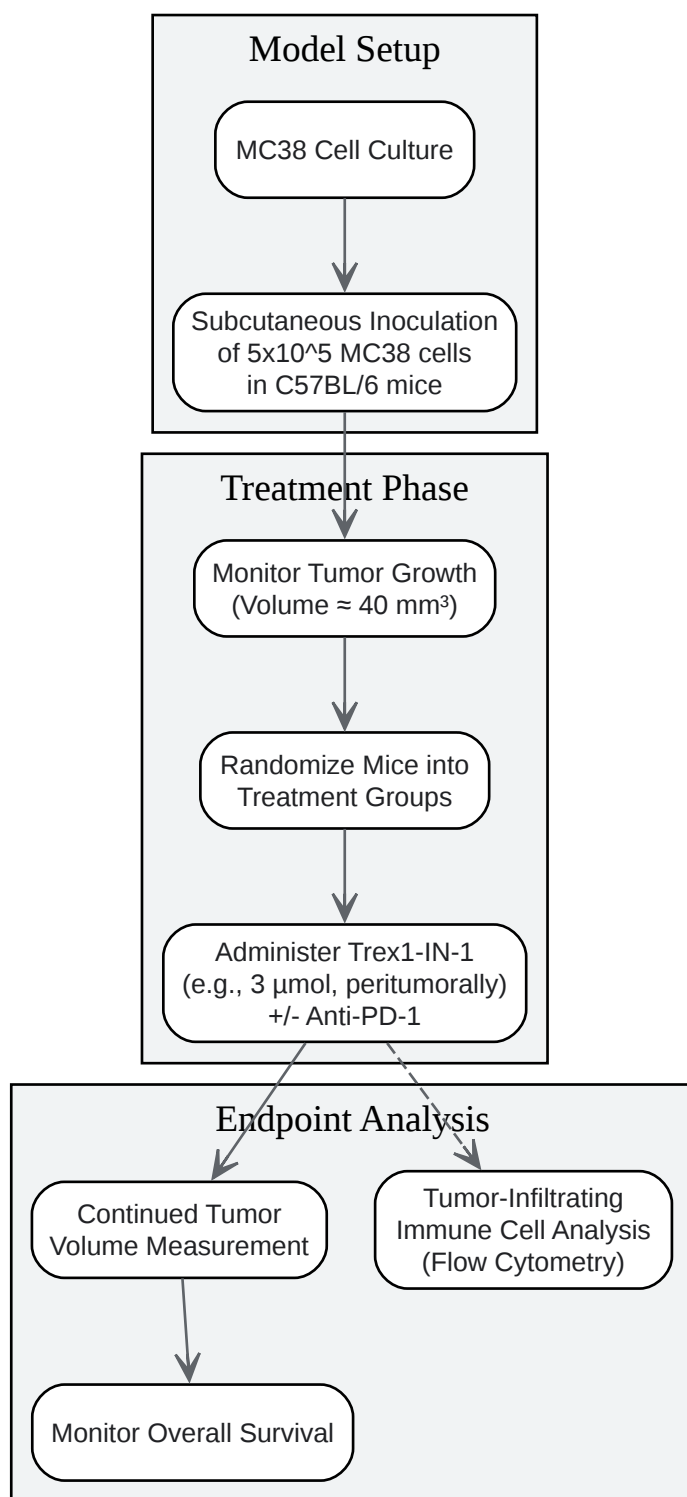 Model Setup
MC38 Cell Culture
Subcutaneous Inoculation
of 5x10^5 MC38 cells
in C57BL/6 mice
Treatment Phase
Monitor Tumor Growth
(Volume ≈ 40 mm³)
Randomize Mice into
Treatment Groups
Administer Trex1-IN-1
(e.g., 3 µmol, peritumorally)
+/- Anti-PD-1
Endpoint Analysis
Continued Tumor
Volume Measurement
Tumor-Infiltrating
Immune Cell Analysis
(Flow Cytometry)
Monitor Overall Survival